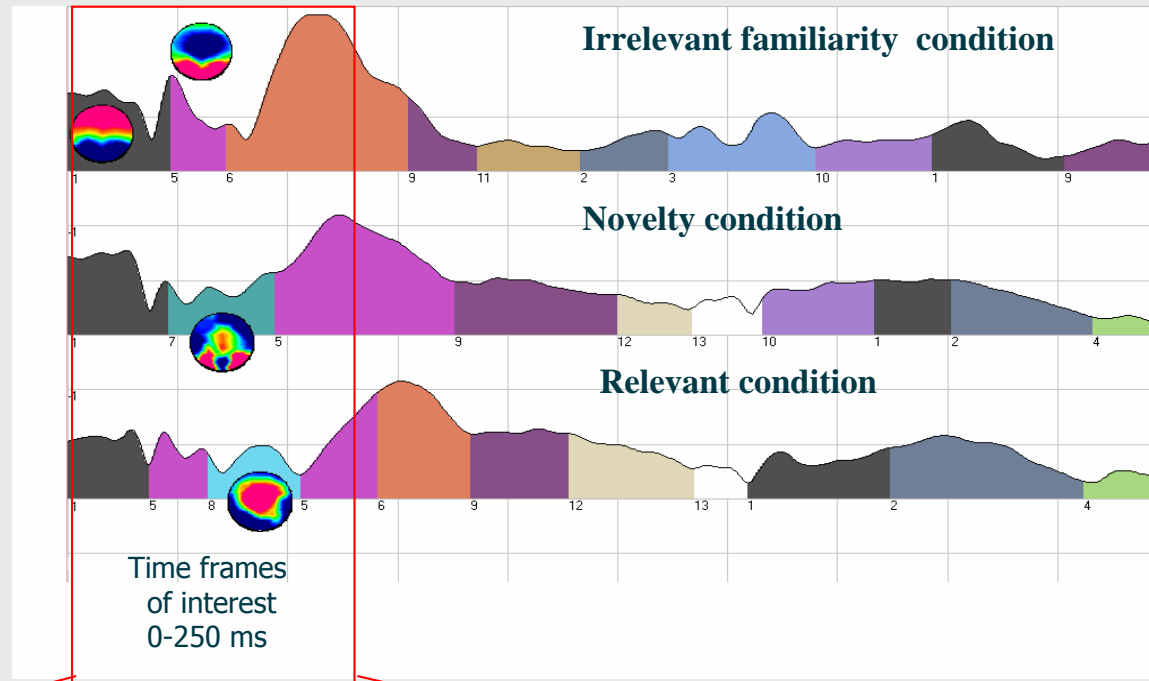 Irrelevant familiarity condition
1 5 6 9 11 2 3 10 1 9
Novelty condition
-1
1 7 5 9 12 13 10 1 2 4
Relevant condition
-1
1 5 8 5 6 9 12 13 1 2 4
Time frames
of interest
0-250 ms